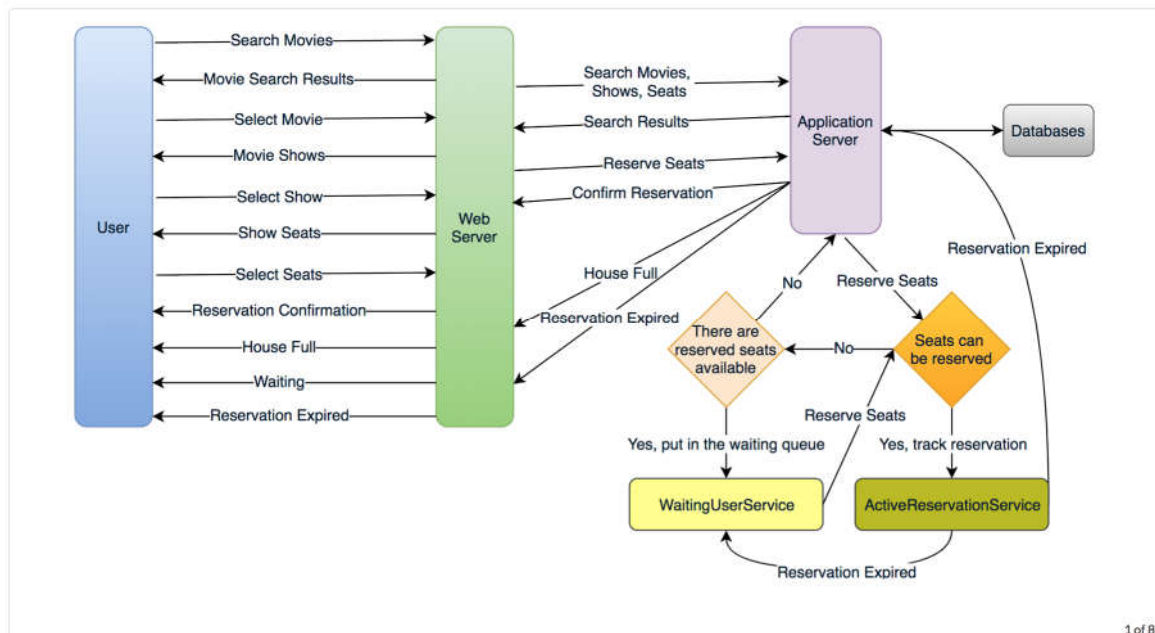 Search Movies
Movie Search Results
Select Movie
Movie Shows
Select Show
Show Seats
Select Seats
Reservation Confirmation
House Full
Waiting
Reservation Expired
User
Web
Server
Search Movies,
Shows, Seats
Search Results
Reserve Seats
Confirm Reservation
House Full
Reservation Expired
Application
Server
Databases
Reservation Expired
No
Reserve Seats
There are
reserved seats
available
No
Seats can
be reserved
Reserve Seats
Yes, put in the waiting queue
Yes, track reservation
WaitingUserService
ActiveReservationService
Reservation Expired
1 of 8